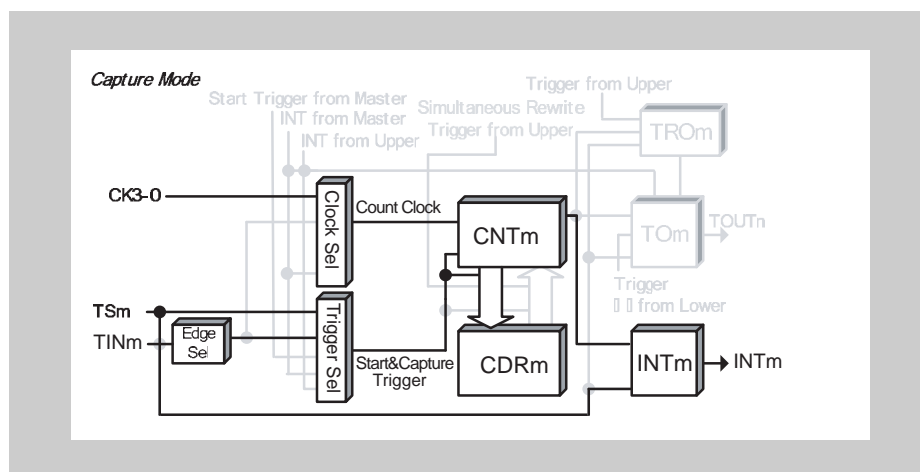 Capture Mode
Trigger from Upper
Start Trigger from Master
Simultaneous Rewrite
INT from Master
Trigger from Upper
INT from Upper
TROm
CK3-0
Clock Sel
Count Clock
CNTm
TOm
TOUTn
Trigger
from Lower
TSm
TINm
Edge
Sel
Trigger Sel
Start&Capture
Trigger
CDRm
INTm
INTm